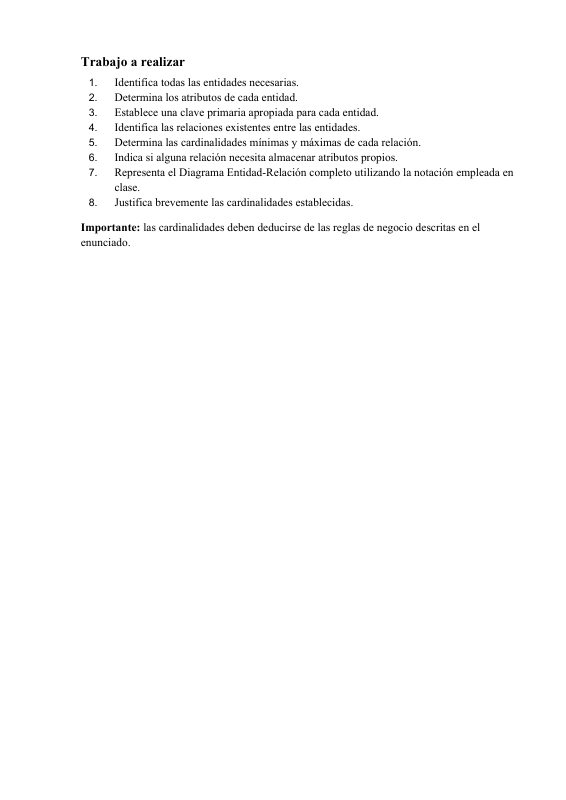 Trabajo a realizar
1. Identifica todas las entidades necesarias.
2. Determina los atributos de cada entidad.
3. Establece una clave primaria apropiada para cada entidad.
4. Identifica las relaciones existentes entre las entidades.
5. Determina las cardinalidades mínimas y máximas de cada relación.
6. Indica si alguna relación necesita almacenar atributos propios.
7. Representa el Diagrama Entidad-Relación completo utilizando la notación empleada en
clase.
8. Justifica brevemente las cardinalidades establecidas.
Importante: las cardinalidades deben deducirse de las reglas de negocio descritas en el
enunciado.